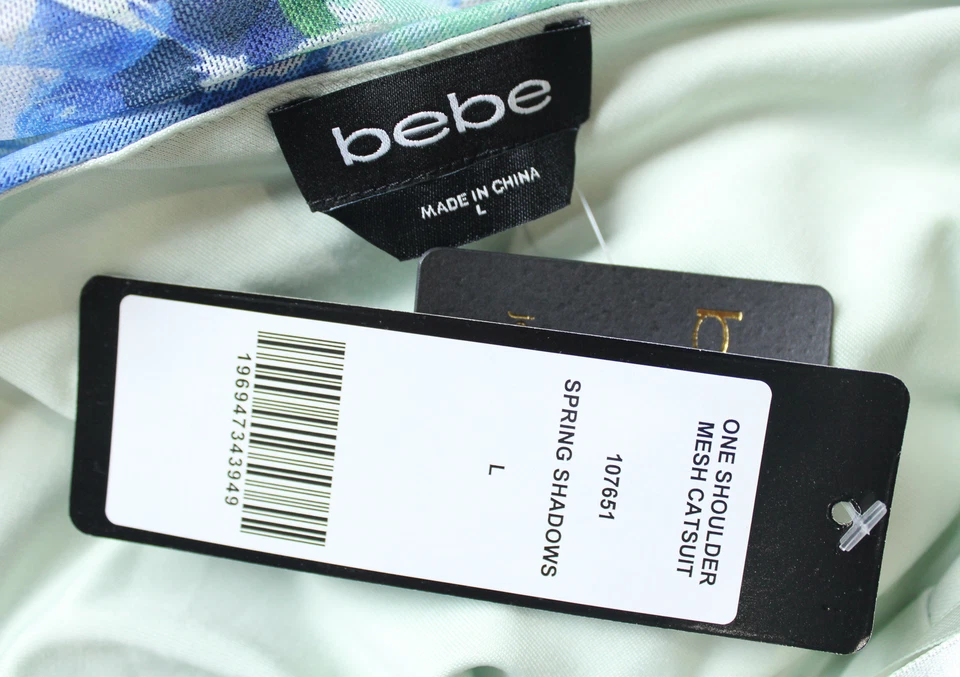 bebe
MADE IN CHINA
L
b
ONE SHOULDER
MESH CATSUIT
107651
SPRING SHADOWS
L
196947343949